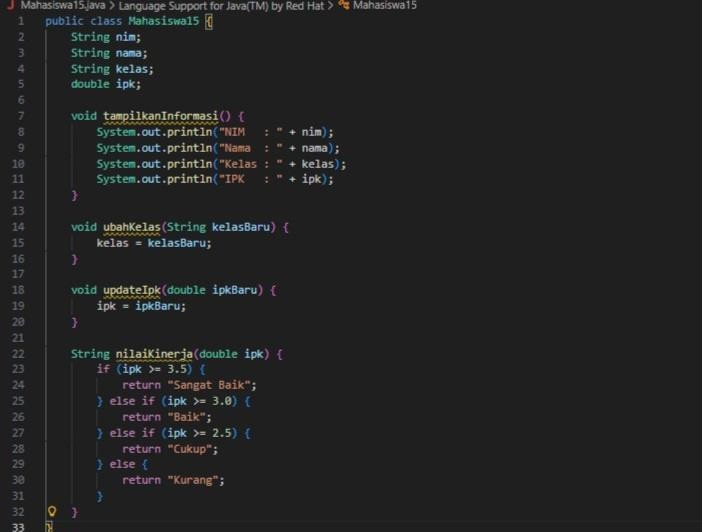 Mahasiswa15.java > Language Support for Java(TM) by Red Hat > Mahasiswa15
1 public class Mahasiswa15 {
2     String nim;
3     String nama;
4     String kelas;
5     double ipk;
6
7     void tampilkanInformasi() {
8         System.out.println("NIM   : " + nim);
9         System.out.println("Nama  : " + nama);
10         System.out.println("Kelas : " + kelas);
11         System.out.println("IPK   : " + ipk);
12     }
13
14     void ubahKelas(String kelasBaru) {
15         kelas = kelasBaru;
16     }
17
18     void updateIpk(double ipkBaru) {
19         ipk = ipkBaru;
20     }
21
22     String nilaiKinerja(double ipk) {
23         if (ipk >= 3.5) {
24             return "Sangat Baik";
25         } else if (ipk >= 3.0) {
26             return "Baik";
27         } else if (ipk >= 2.5) {
28             return "Cukup";
29         } else {
30             return "Kurang";
31         }
32     }
33 }